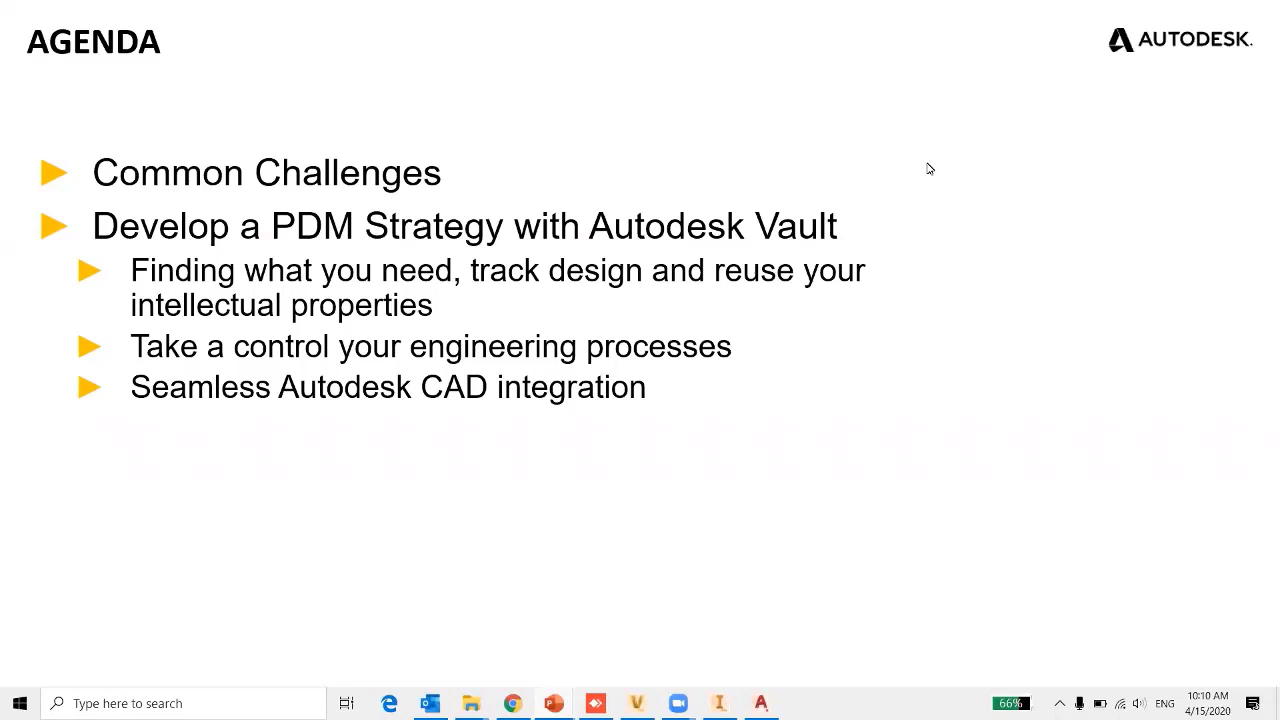 AGENDA
AUTODESK.
Common Challenges
Develop a PDM Strategy with Autodesk Vault
Finding what you need, track design and reuse your
intellectual properties
Take a control your engineering processes
Seamless Autodesk CAD integration
Type here to search
66%
ENG
10:10 AM
4/15/2020